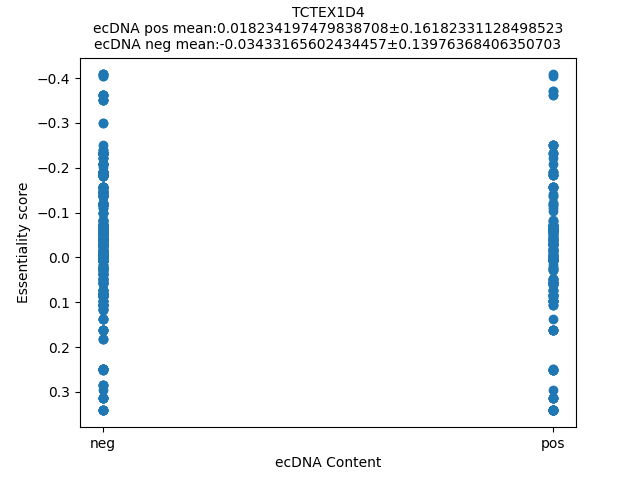 TCTEX1D4
ecDNA pos mean:0.018234197479838708±0.16182331128498523
ecDNA neg mean:-0.03433165602434457±0.13976368406350703
−0.4
−0.3
−0.2
−0.1
0.0
0.1
0.2
0.3
Essentiality score
neg
pos
ecDNA Content